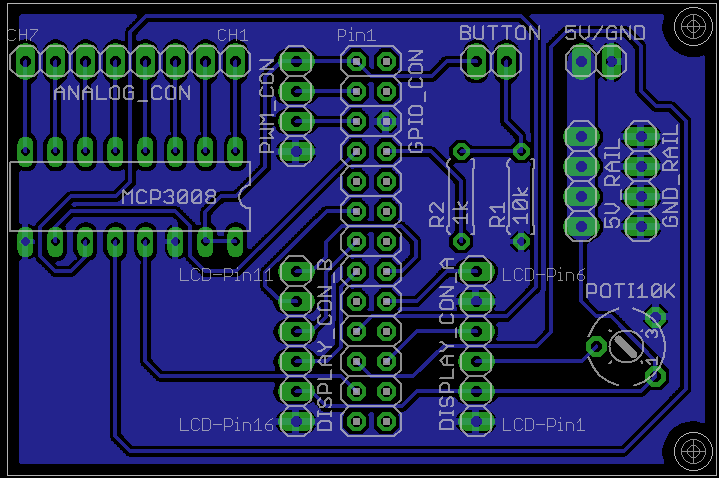 CH7
CH1
Pin1
BUTTON
5V/GND
ANALOG_CON
PWM_CON
GPIO_CON
MCP3008
R2
1k
R1
10k
5V_RAIL
GND_RAIL
LCD-Pin11
DISPLAY_CON_B
DISPLAY_CON_A
LCD-Pin6
POTI10K
3
1
LCD-Pin16
LCD-Pin1